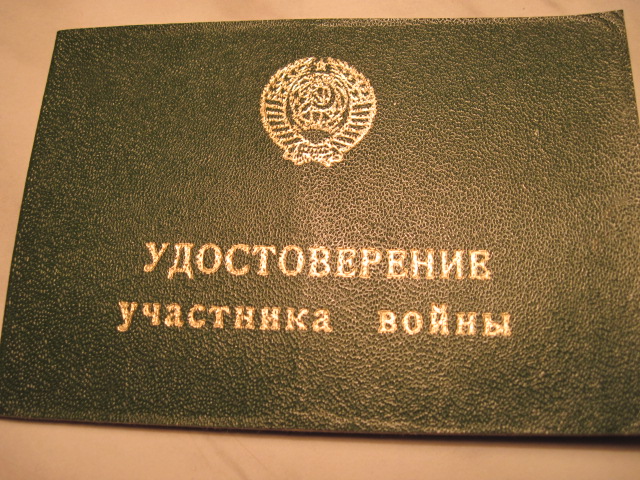 УДОСТОВЕРЕНИЕ
участника войны